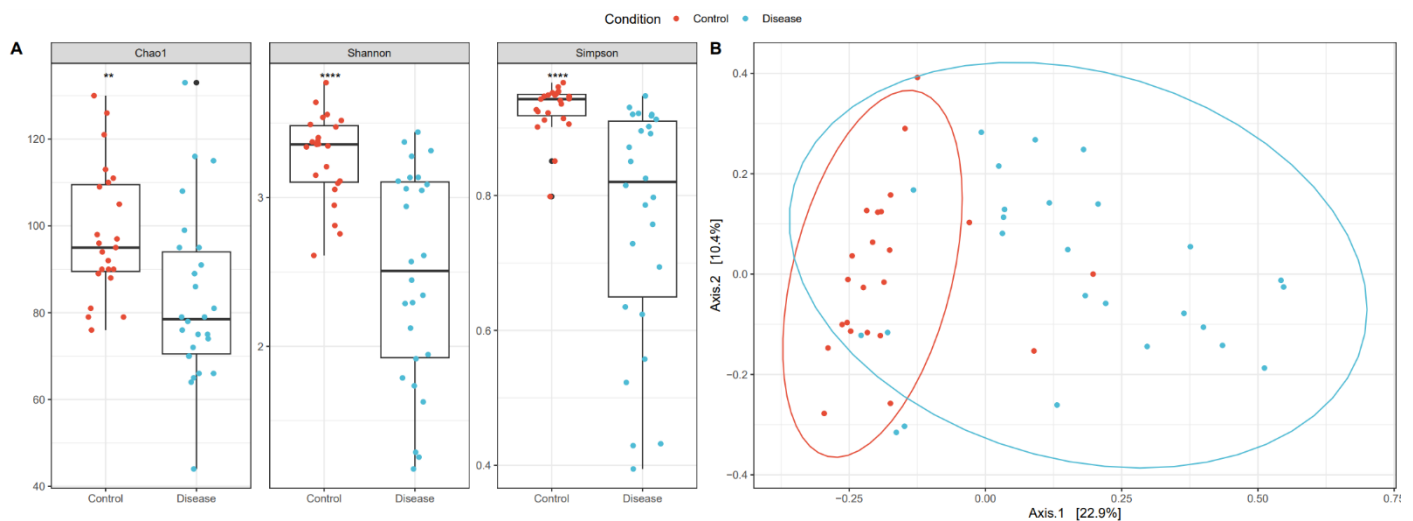 Condition Control Disease
A
Chao1
**
120
100
80
60
40
Control Disease
Shannon
****
3
2
Control Disease
Simpson
****
0.8
0.6
0.4
Control Disease
B
Axis.2 [10.4%]
0.4
0.2
0.0
−0.2
−0.4
−0.25 0.00 0.25 0.50 0.75
Axis.1 [22.9%]